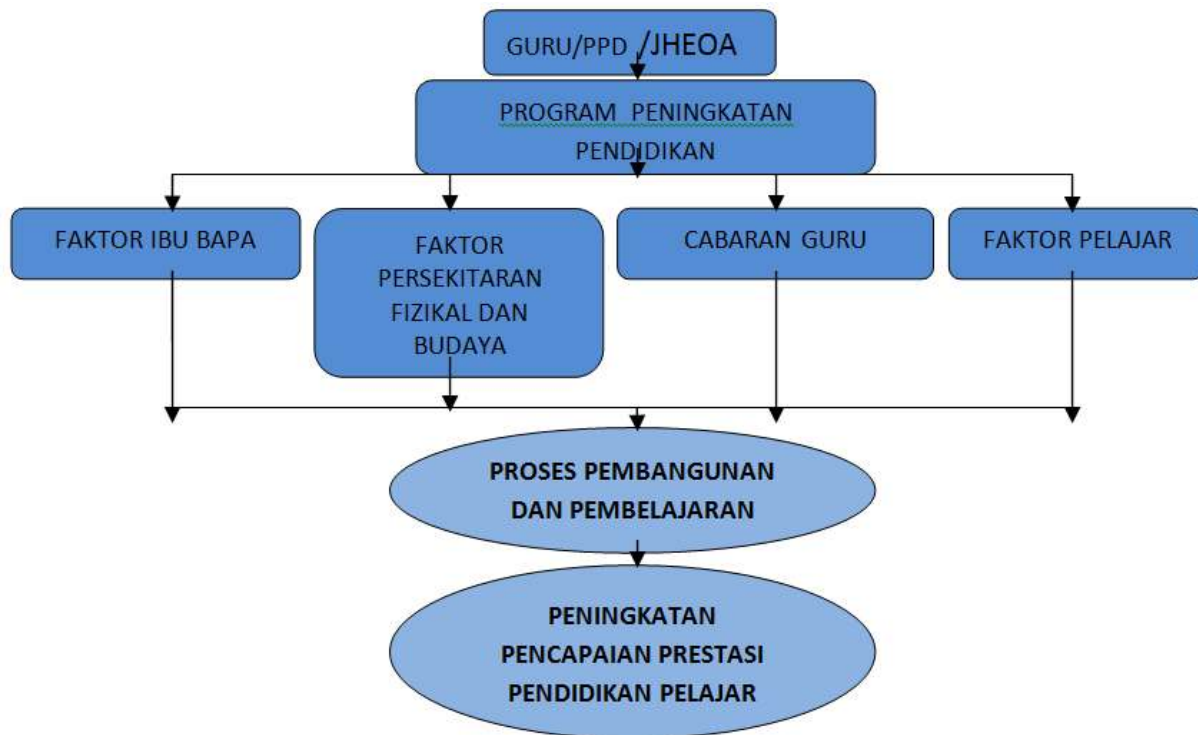 GURU/PPD /JHEOA
PROGRAM PENINGKATAN
PENDIDIKAN
FAKTOR IBU BAPA
FAKTOR
PERSEKITARAN
FIZIKAL DAN
BUDAYA
CABARAN GURU
FAKTOR PELAJAR
PROSES PEMBANGUNAN
DAN PEMBELAJARAN
PENINGKATAN
PENCAPAIAN PRESTASI
PENDIDIKAN PELAJAR